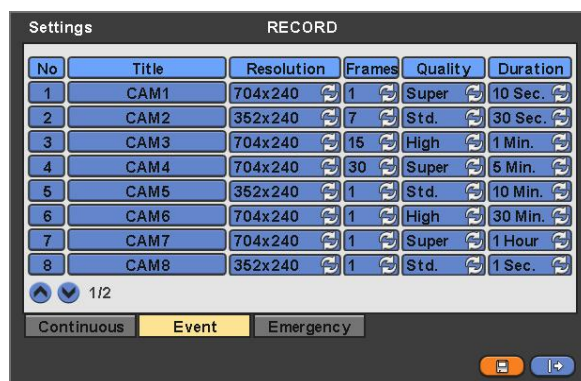 Settings RECORD
No Title Resolution Frames Quality Duration
1 CAM1 704x240 1 Super 10 Sec.
2 CAM2 352x240 7 Std. 30 Sec.
3 CAM3 704x240 15 High 1 Min.
4 CAM4 704x240 30 Super 5 Min.
5 CAM5 352x240 1 Std. 10 Min.
6 CAM6 704x240 1 High 30 Min.
7 CAM7 704x240 1 Super 1 Hour
8 CAM8 352x240 1 Std. 1 Sec.
1/2
Continuous Event Emergency